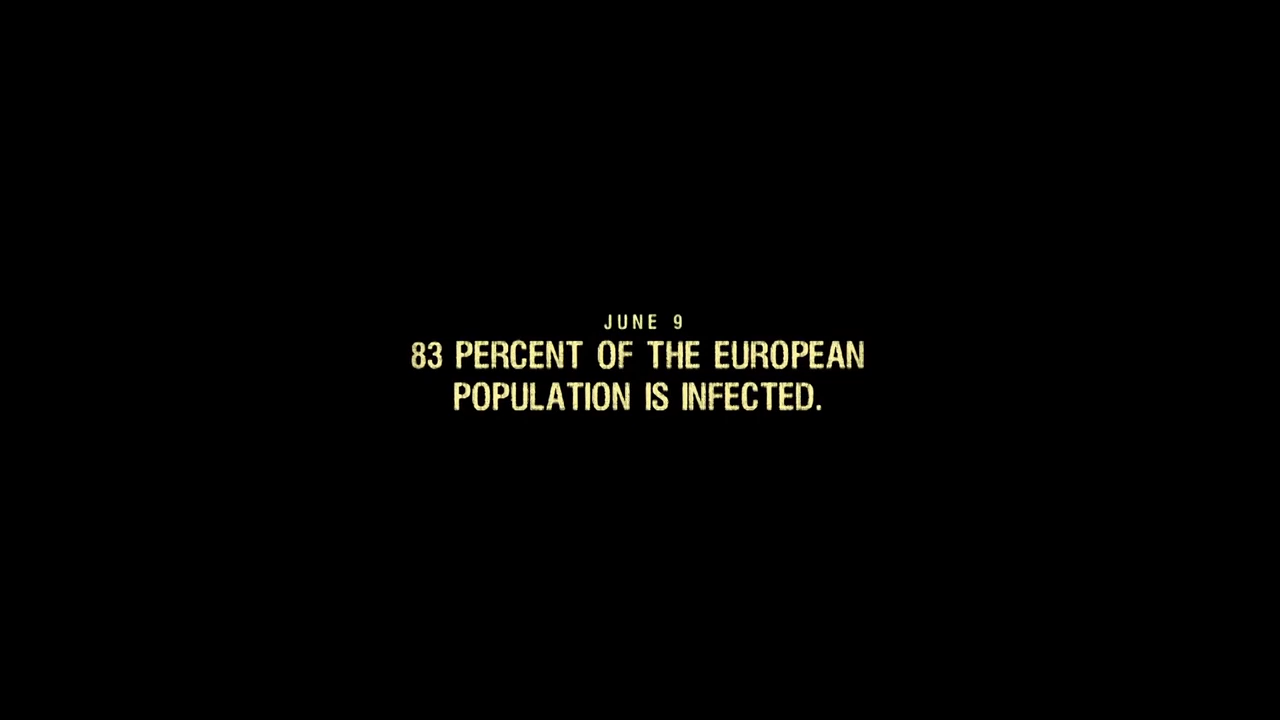 JUNE 9
83 PERCENT OF THE EUROPEAN
POPULATION IS INFECTED.